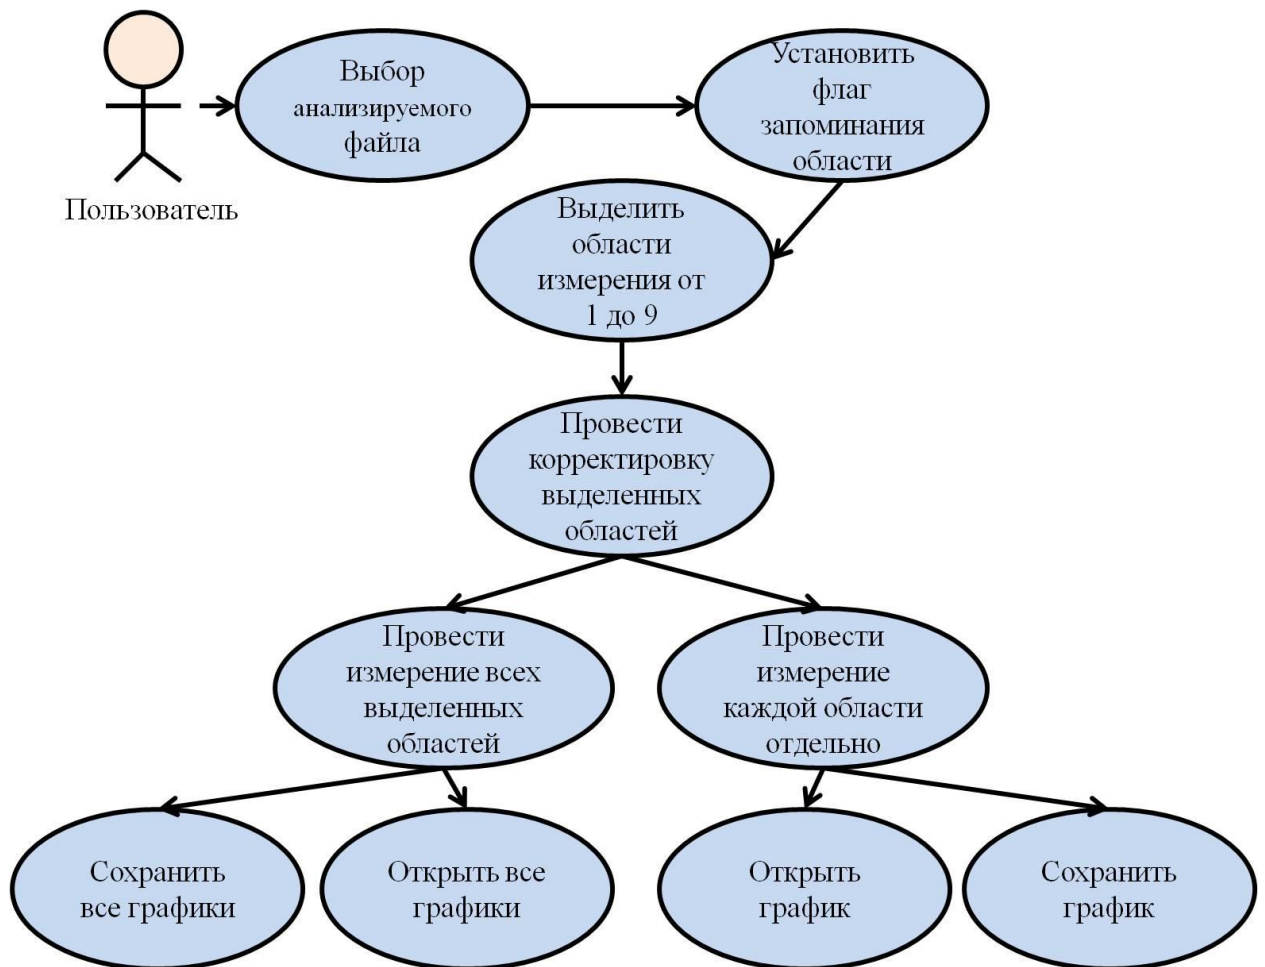 Выбор
анализируемого
файла
Установить
флаг
запоминания
области
Пользователь
Выделить
области
измерения от
1 до 9
Провести
корректировку
выделенных
областей
Провести
измерение всех
выделенных
областей
Провести
измерение
каждой области
отдельно
Сохранить
все графики
Открыть все
графики
Открыть
график
Сохранить
график